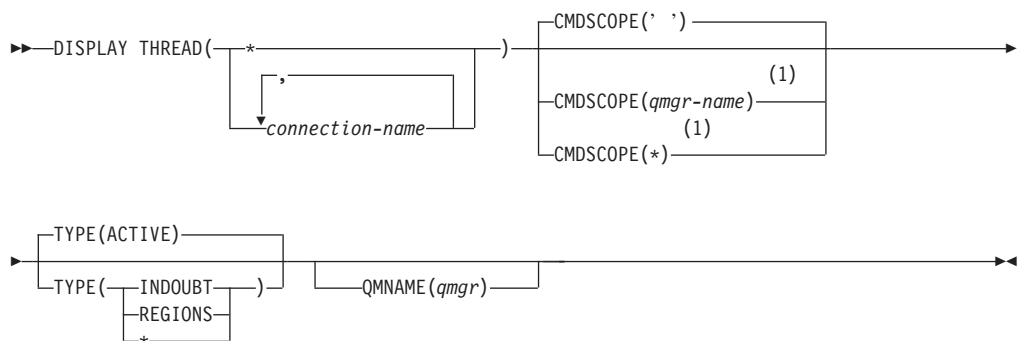 CMDSCOPE(' ')
DISPLAY THREAD( * )
,
(1)
CMDSCOPE(qmgr-name)
connection-name
(1)
CMDSCOPE(*)
TYPE(ACTIVE)
TYPE( INDOUBT )
QMNAME(qmgr)
REGIONS
*